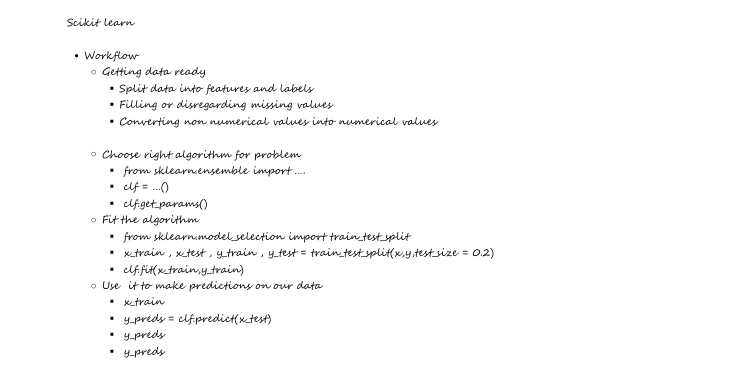 Scikit learn
• Workflow
○ Getting data ready
▪ Split data into features and labels
▪ Filling or disregarding missing values
▪ Converting non numerical values into numerical values
○ Choose right algorithm for problem
▪ from sklearn.ensemble import ....
▪ clf = ...()
▪ clf.get_params()
○ Fit the algorithm
▪ from sklearn.model_selection import train_test_split
▪ x_train , x_test , y_train , y_test = train_test_split(x,y,test_size = 0.2)
▪ clf.fit(x_train,y_train)
○ Use it to make predictions on our data
▪ x_train
▪ y_preds = clf.predict(x_test)
▪ y_preds
▪ y_preds